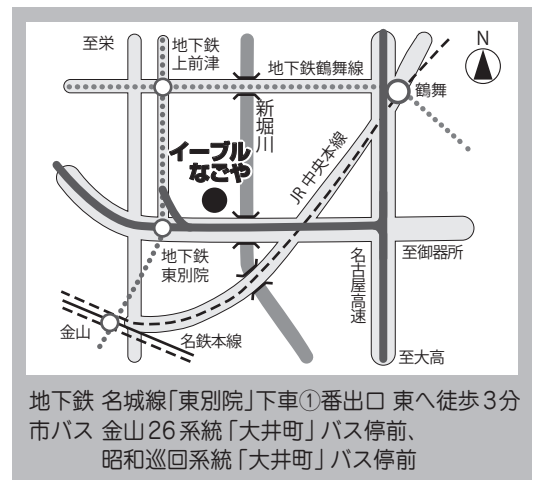 至栄
地下鉄
上前津
地下鉄鶴舞線
N
鶴舞
新堀川
イーブル
なごや
JR中央本線
地下鉄
東別院
名古屋高速
至御器所
金山
名鉄本線
至大高
地下鉄 名城線「東別院」下車①番出口 東へ徒歩3分
市バス 金山26系統「大井町」バス停前、
昭和巡回系統「大井町」バス停前